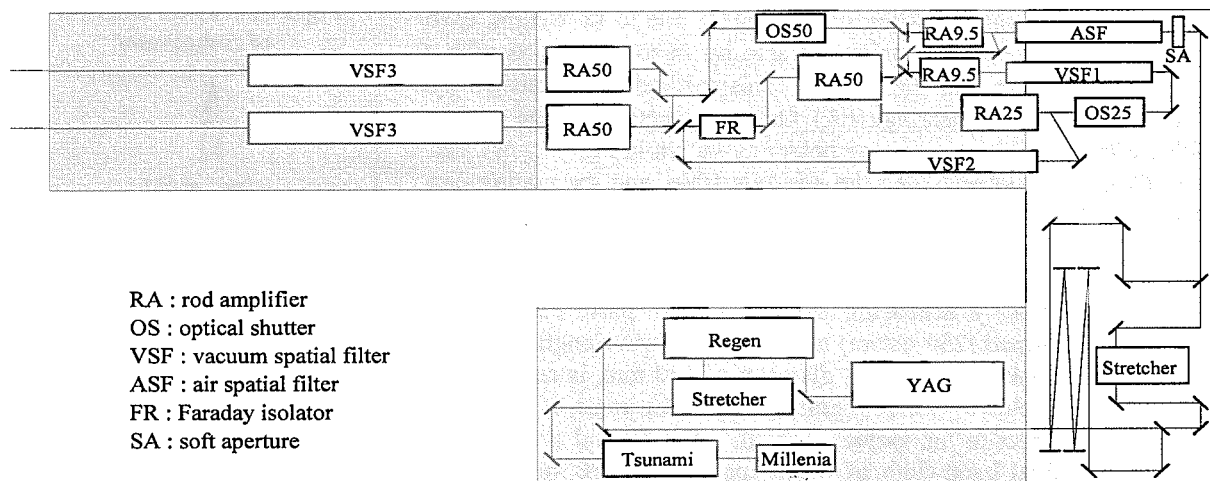 OS50
RA9.5
ASF
SA
VSF3
RA50
RA50
RA9.5
VSF1
VSF3
RA50
FR
RA25
OS25
VSF2
RA : rod amplifier
OS : optical shutter
VSF : vacuum spatial filter
ASF : air spatial filter
FR : Faraday isolator
SA : soft aperture
Regen
Stretcher
YAG
Stretcher
Tsunami
Millenia